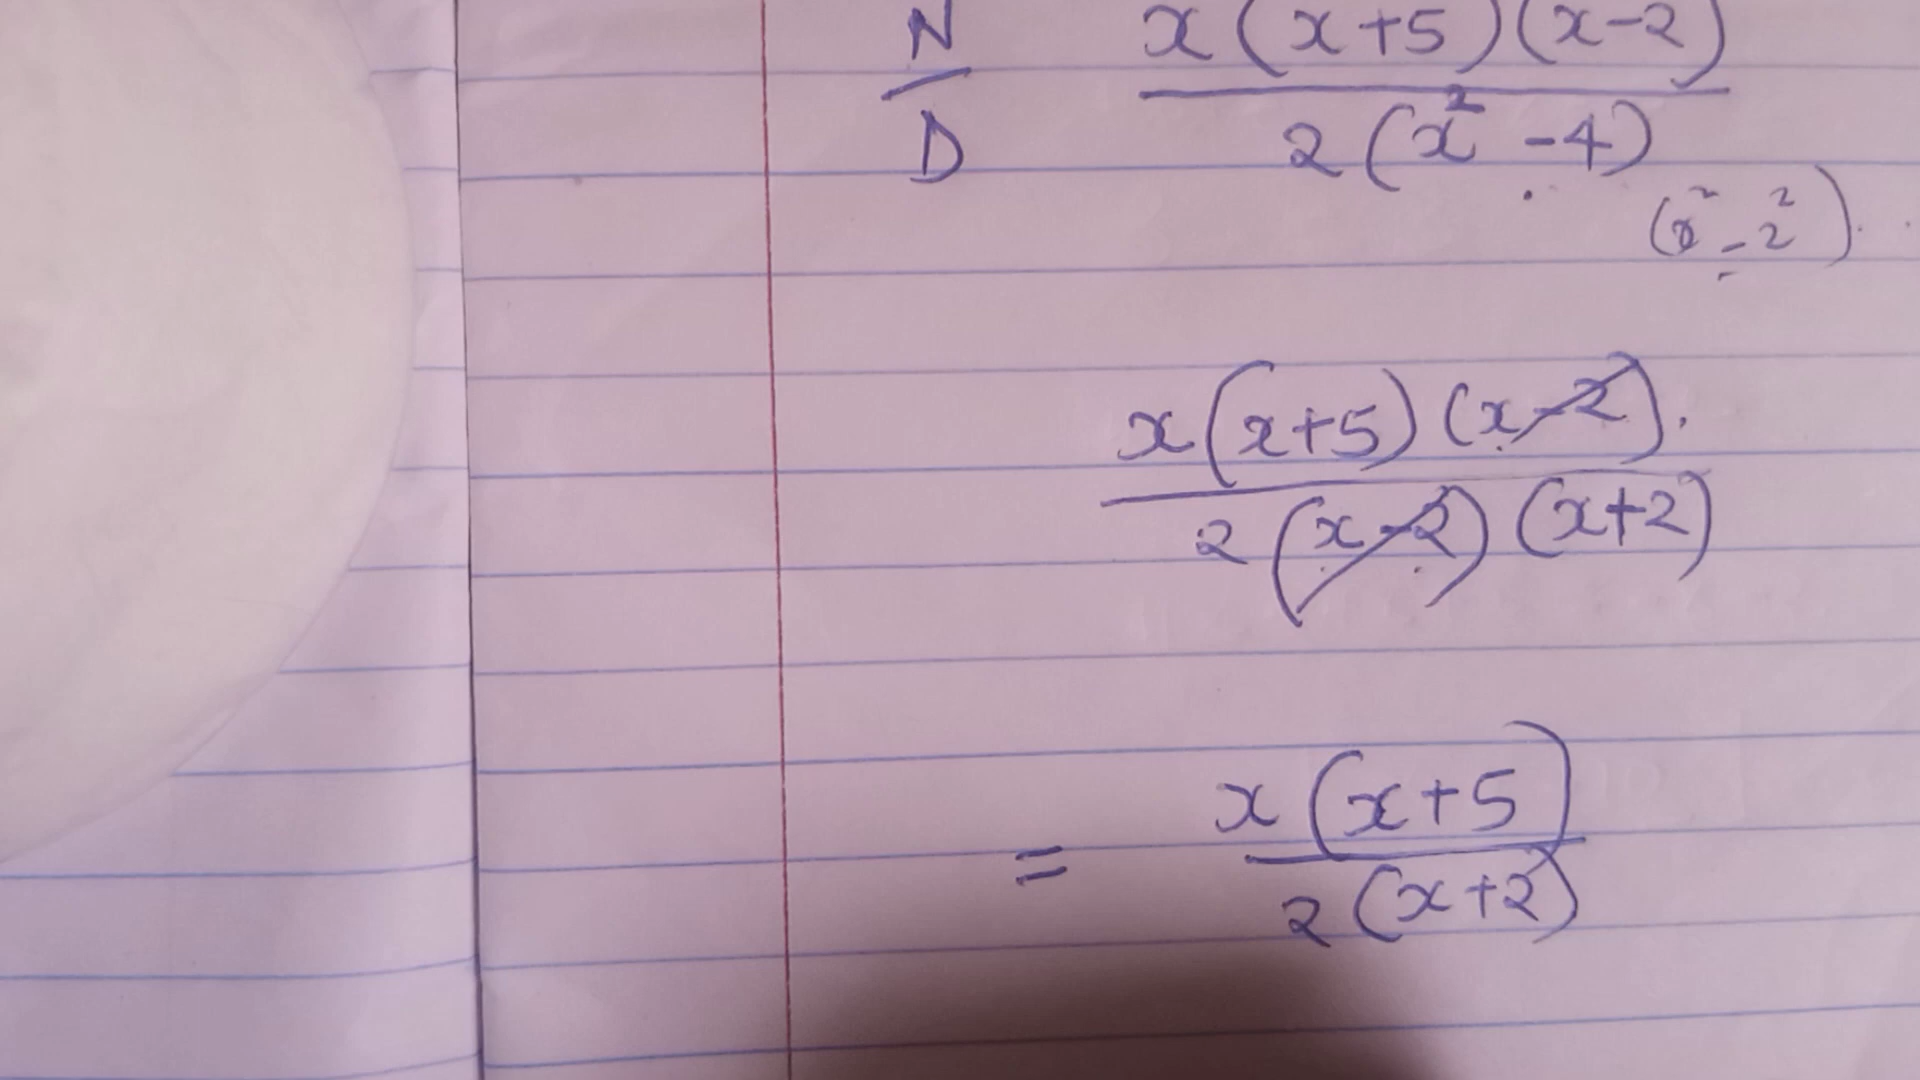 N/D x(x+5)(x-2)/2(x²-4)
(x²-2²).
x(x+5)(x-2)./2(x-2)(x+2)
= x(x+5)/2(x+2)